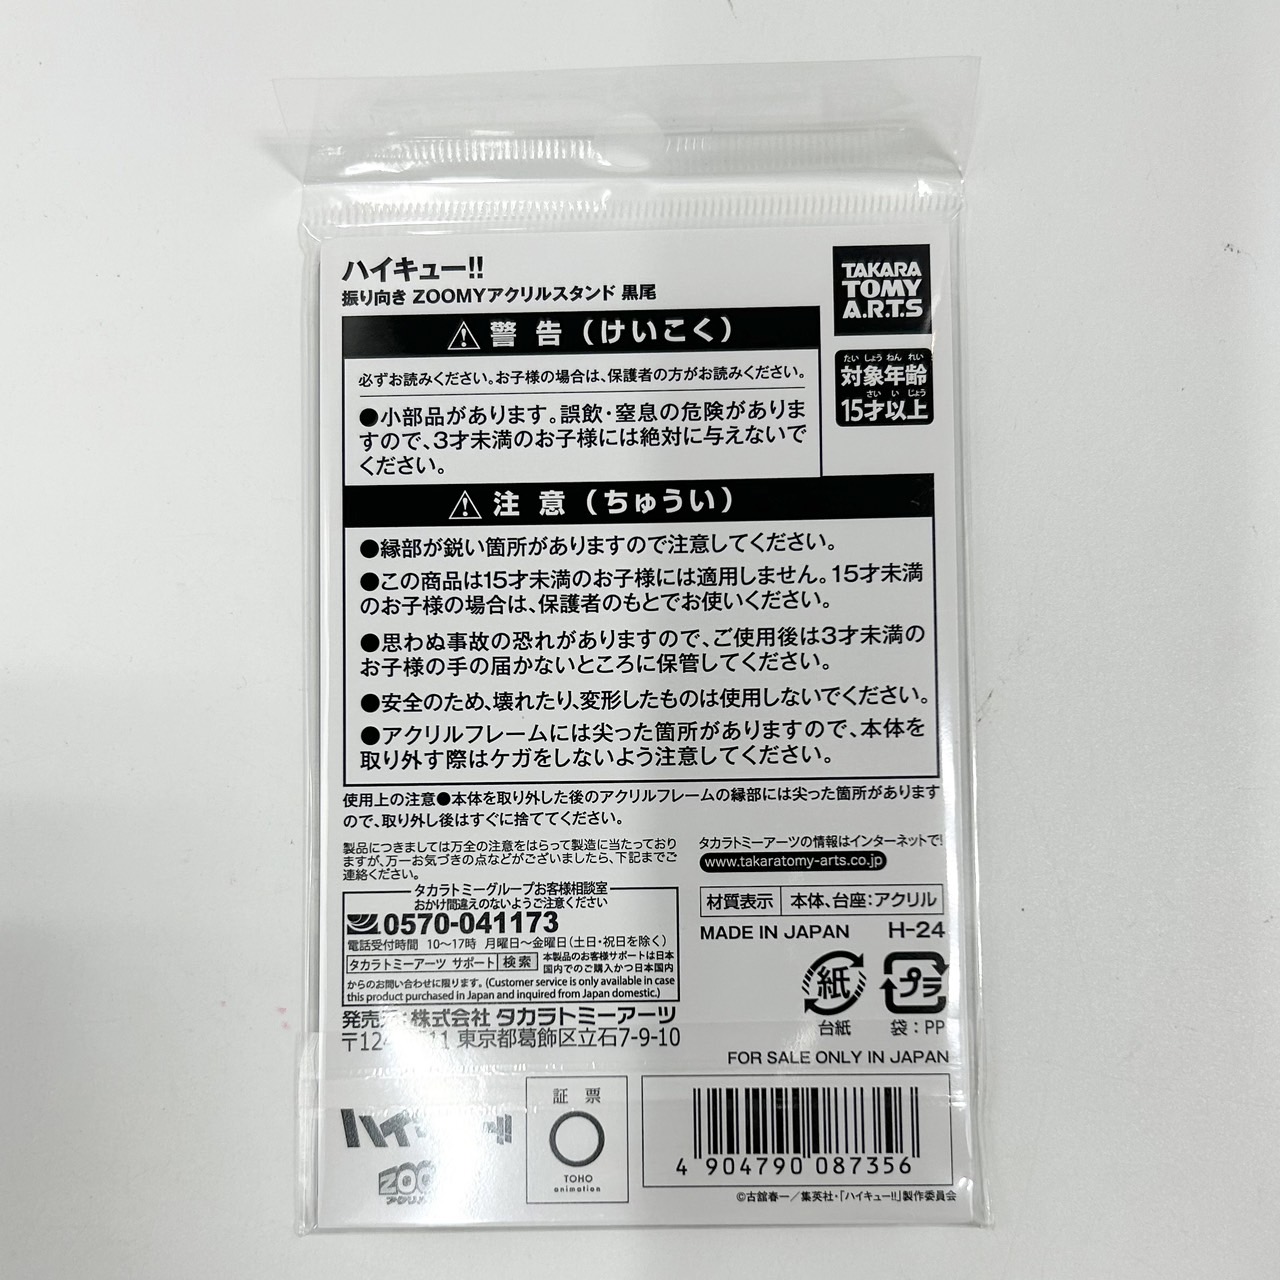 ハイキュー!!
振り向き ZOOMYアクリルスタンド 黒尾
TAKARA
TOMY
A.R.T.S
たい しょう ねん れい
対象年齢
さい い じょう
15才以上
警 告 (けいこく)
必ずお読みください。お子様の場合は、保護者の方がお読みください。
●小部品があります。誤飲・窒息の危険がありま
すので、3才未満のお子様には絶対に与えないで
ください。
注 意 (ちゅうい)
●縁部が鋭い箇所がありますので注意してください。
●この商品は15才未満のお子様には適用しません。15才未満
のお子様の場合は、保護者のもとでお使いください。
●思わぬ事故の恐れがありますので、ご使用後は3才未満の
お子様の手の届かないところに保管してください。
●安全のため、壊れたり、変形したものは使用しないでください。
●アクリルフレームには尖った箇所がありますので、本体を
取り外す際はケガをしないよう注意してください。
使用上の注意●本体を取り外した後のアクリルフレームの縁部には尖った箇所があります
ので、取り外し後はすぐに捨ててください。
製品につきましては万全の注意をはらって製造に当たっており
ますが、万一お気づきの点などがございましたら、下記までご
連絡ください。
タカラトミーグループお客様相談室
おかけ間違えのないようご注意ください
0570-041173
電話受付時間 10〜17時 月曜日〜金曜日(土日・祝日を除く)
タカラトミーアーツ サポート 検索
本製品のお客様サポートは日本
国内でのご購入かつ日本国内
からのお問い合わせに限ります。(Customer service is only available in case
this product purchased in Japan and inquired from Japan domestic.)
発売元:株式会社 タカラトミーアーツ
東京都葛飾区立石7-9-10
タカラトミーアーツの情報はインターネットで!
www.takaratomy-arts.co.jp
材質表示 本体、台座:アクリル
MADE IN JAPAN H-24
紙
台紙
プラ
袋:PP
FOR SALE ONLY IN JAPAN
証 票
TOHO
animation
4 904790 087356
©古舘春一/集英社・「ハイキュー!!」製作委員会